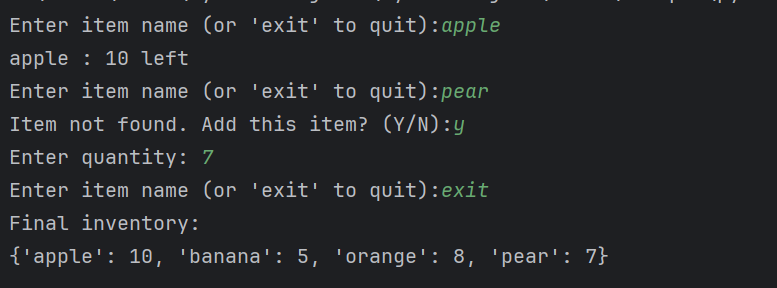 Enter item name (or 'exit' to quit):apple
apple : 10 left
Enter item name (or 'exit' to quit):pear
Item not found. Add this item? (Y/N):y
Enter quantity: 7
Enter item name (or 'exit' to quit):exit
Final inventory:
{'apple': 10, 'banana': 5, 'orange': 8, 'pear': 7}